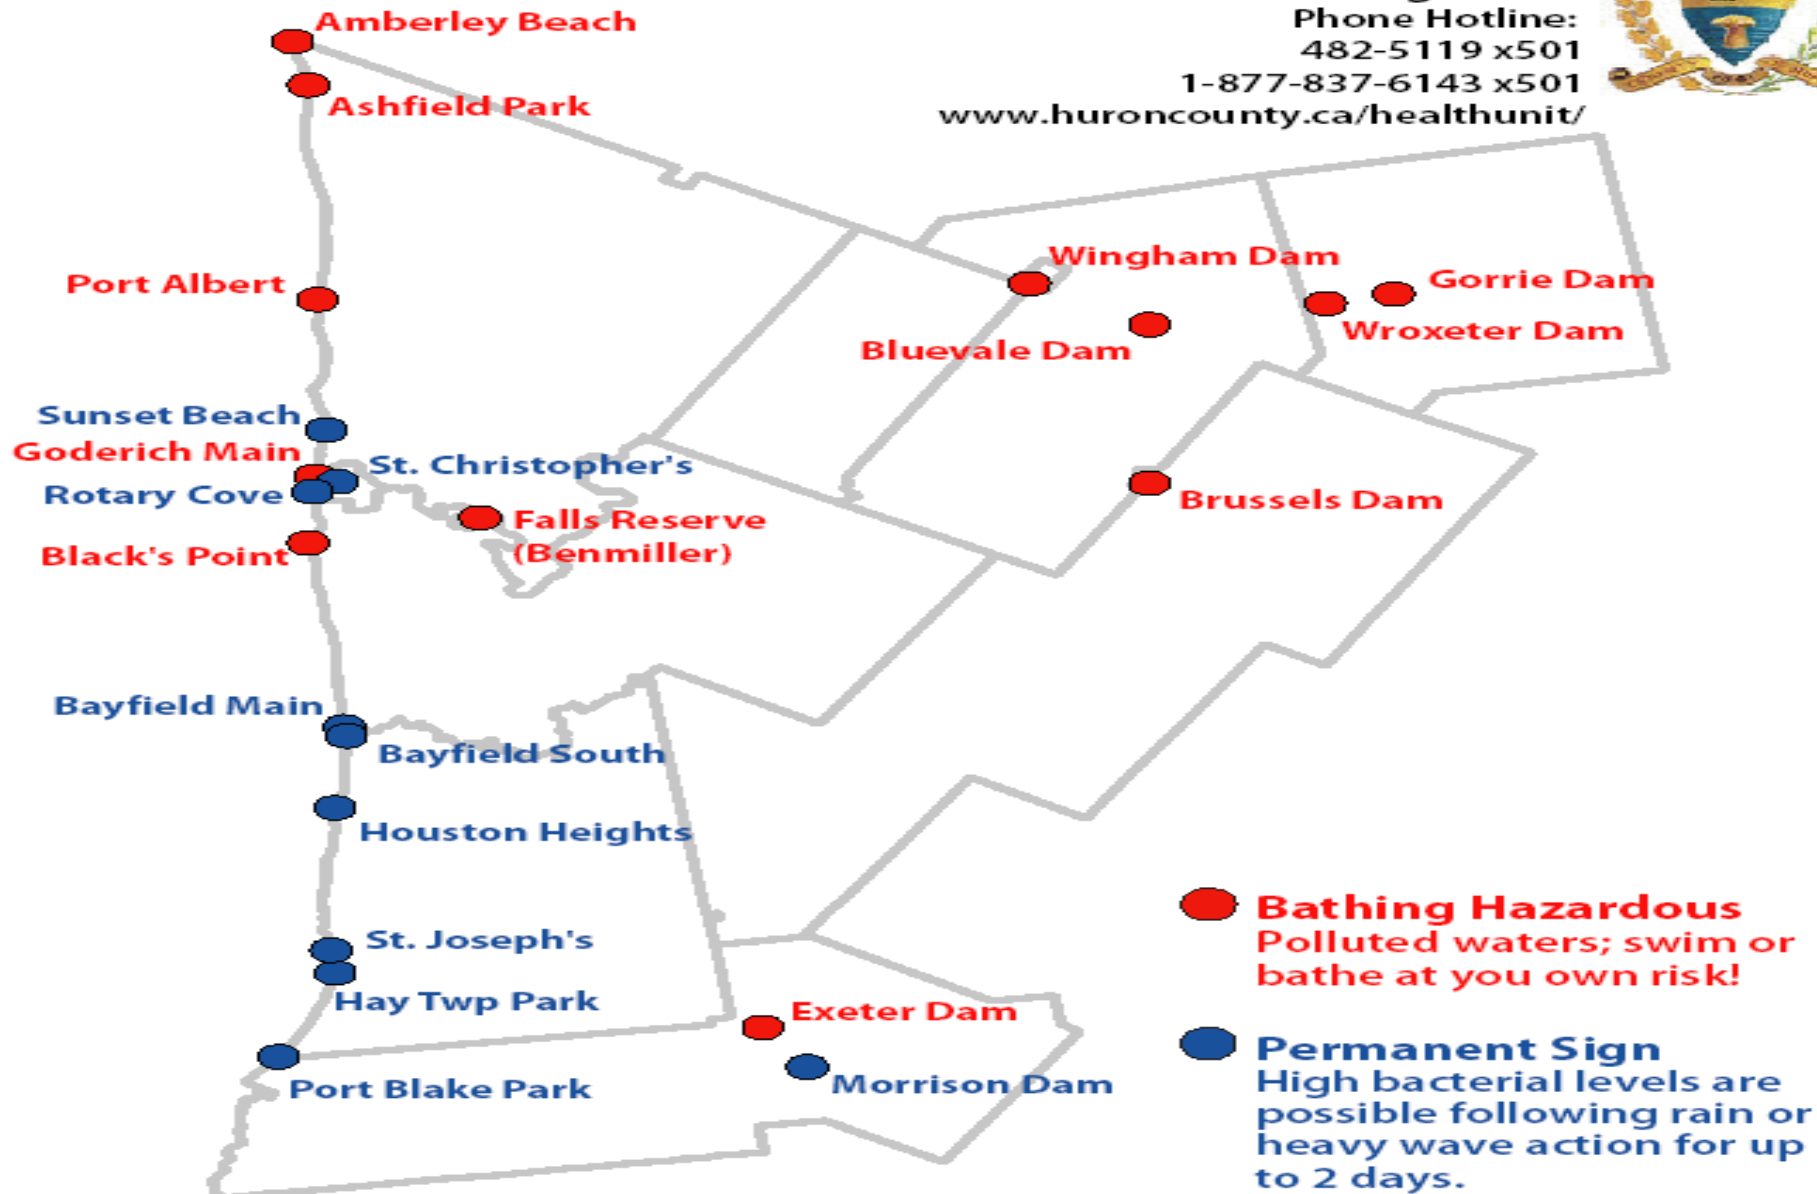 Amberley Beach
Phone Hotline:
482-5119 x501
1-877-837-6143 x501
www.huroncounty.ca/healthunit/
Ashfield Park
Wingham Dam
Port Albert
Gorrie Dam
Wroxeter Dam
Bluevale Dam
Sunset Beach
Goderich Main
St. Christopher's
Rotary Cove
Brussels Dam
Falls Reserve
(Benmiller)
Black's Point
Bayfield Main
Bayfield South
Houston Heights
St. Joseph's
Hay Twp Park
Exeter Dam
Port Blake Park
Morrison Dam
Bathing Hazardous
Polluted waters; swim or
bathe at you own risk!
Permanent Sign
High bacterial levels are
possible following rain or
heavy wave action for up
to 2 days.